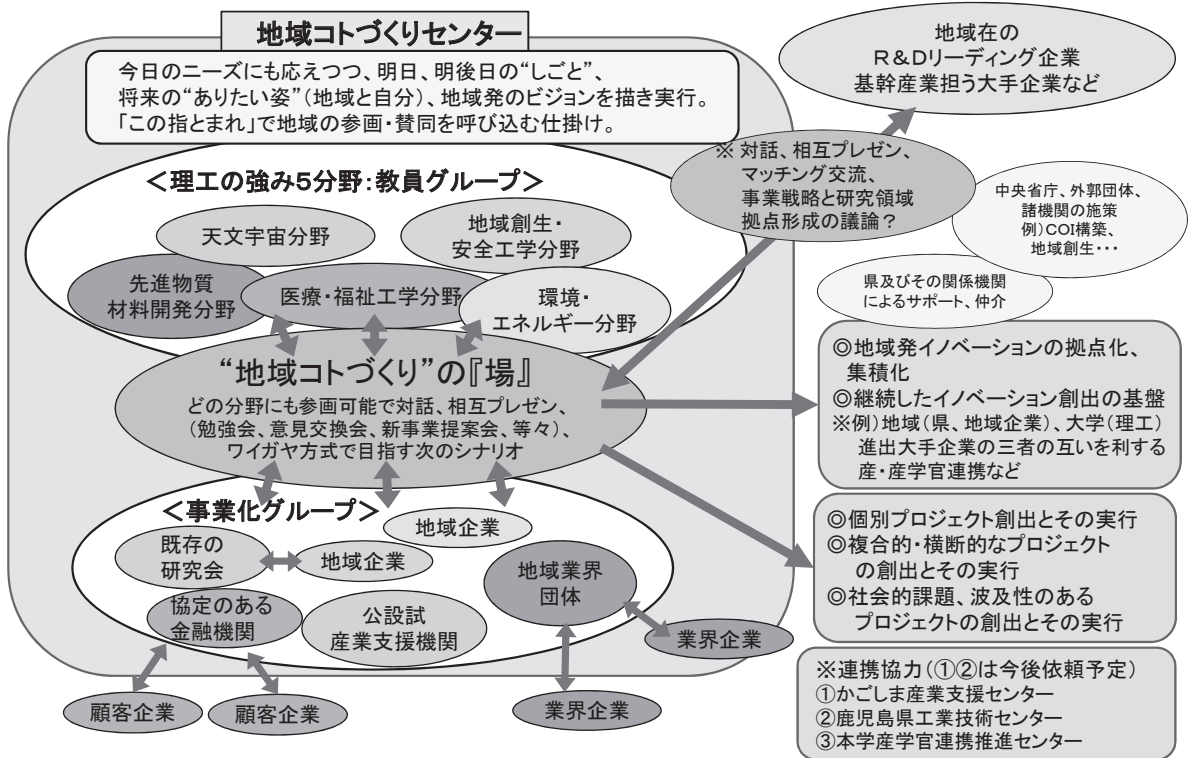 地域コトづくりセンター
今日のニーズにも応えつつ、明日、明後日の“しごと”、
将来の“ありたい姿”(地域と自分)、地域発のビジョンを描き実行。
「この指とまれ」で地域の参画・賛同を呼び込む仕掛け。
地域在の
R&Dリーディング企業
基幹産業担う大手企業など
※ 対話、相互プレゼン、
マッチング交流、
事業戦略と研究領域
拠点形成の議論?
中央省庁、外郭団体、
諸機関の施策
例)COI構築、
地域創生・・・
県及びその関係機関
によるサポート、仲介
<理工の強み5分野:教員グループ>
天文宇宙分野
地域創生・
安全工学分野
先進物質
材料開発分野
医療・福祉工学分野
環境・
エネルギー分野
“地域コトづくり”の『場』
どの分野にも参画可能で対話、相互プレゼン、
(勉強会、意見交換会、新事業提案会、等々)、
ワイガヤ方式で目指す次のシナリオ
<事業化グループ>
地域企業
既存の
研究会
地域企業
地域業界
団体
協定のある
金融機関
公設試
産業支援機関
業界企業
顧客企業
顧客企業
業界企業
◎地域発イノベーションの拠点化、
集積化
◎継続したイノベーション創出の基盤
※例)地域(県、地域企業)、大学(理工)
進出大手企業の三者の互いを利する
産・産学官連携など
◎個別プロジェクト創出とその実行
◎複合的・横断的なプロジェクト
の創出とその実行
◎社会的課題、波及性のある
プロジェクトの創出とその実行
※連携協力(①②は今後依頼予定)
①かごしま産業支援センター
②鹿児島県工業技術センター
③本学産学官連携推進センター